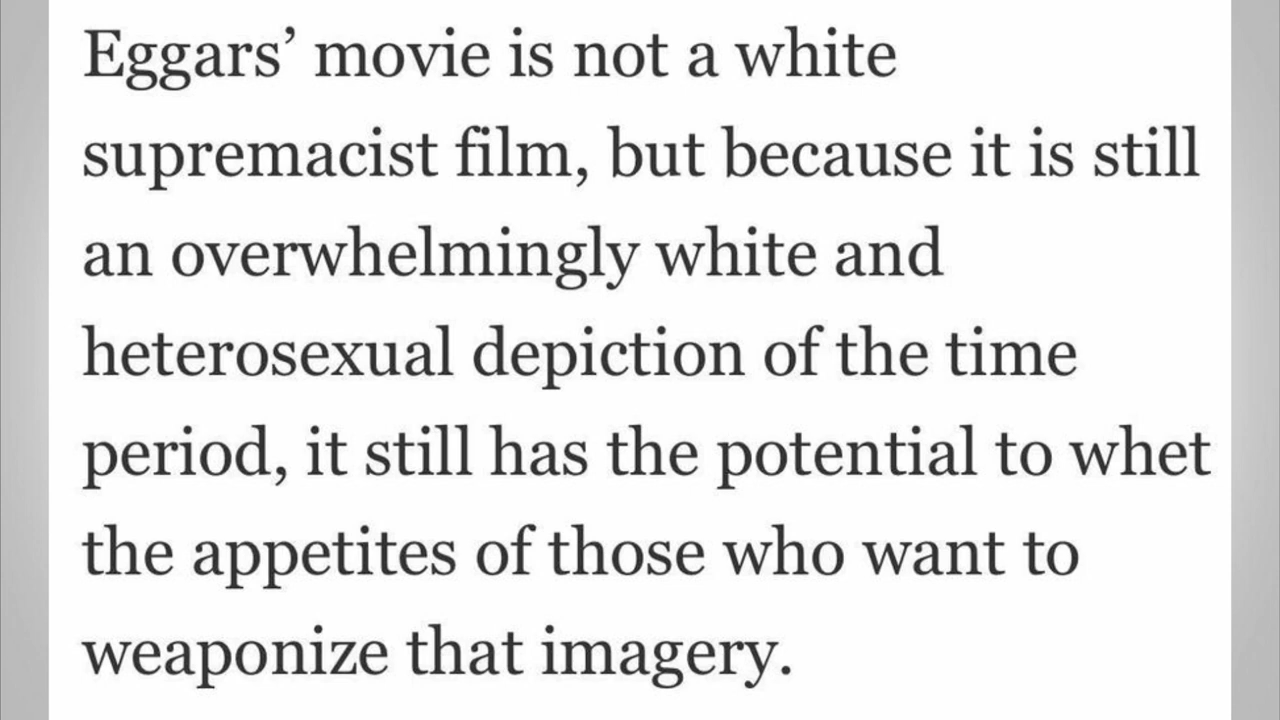 Eggars’ movie is not a white
supremacist film, but because it is still
an overwhelmingly white and
heterosexual depiction of the time
period, it still has the potential to whet
the appetites of those who want to
weaponize that imagery.